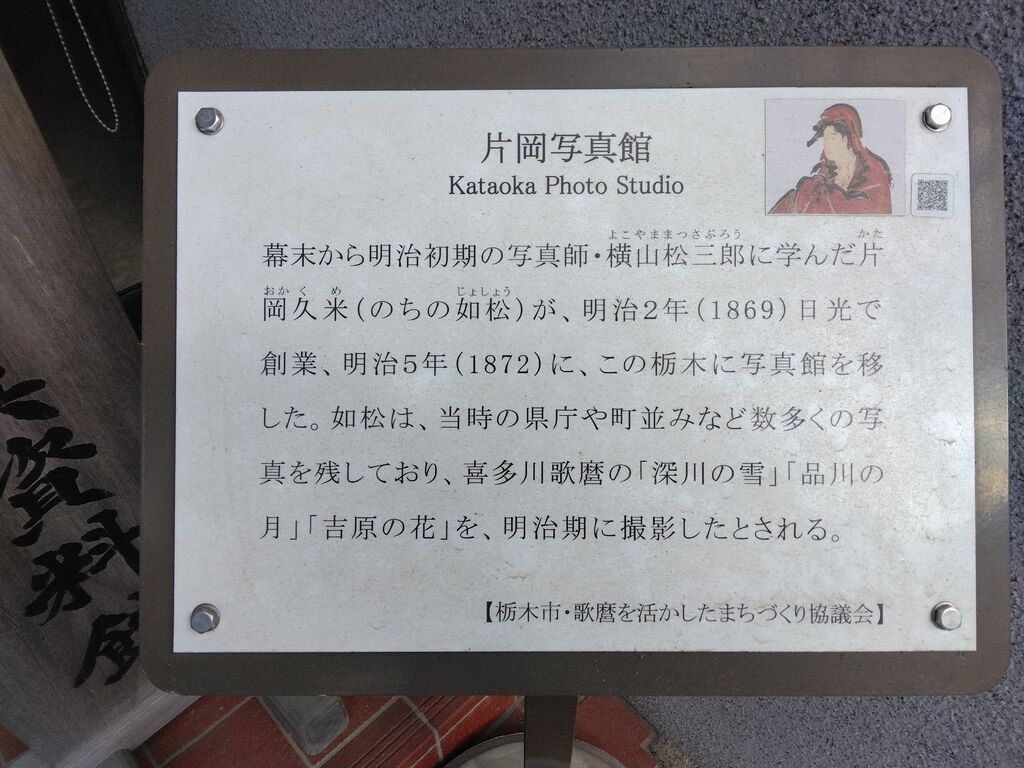 片岡写真館
Kataoka Photo Studio
よこやままつさぶろう かた
幕末から明治初期の写真師・横山松三郎に学んだ片
おかくめ じょしょう
岡久米(のちの如松)が、明治2年(1869)日光で
創業、明治5年(1872)に、この栃木に写真館を移
した。如松は、当時の県庁や町並みなど数多くの写
真を残しており、喜多川歌麿の「深川の雪」「品川の
月」「吉原の花」を、明治期に撮影したとされる。
【栃木市・歌麿を活かしたまちづくり協議会】
資料